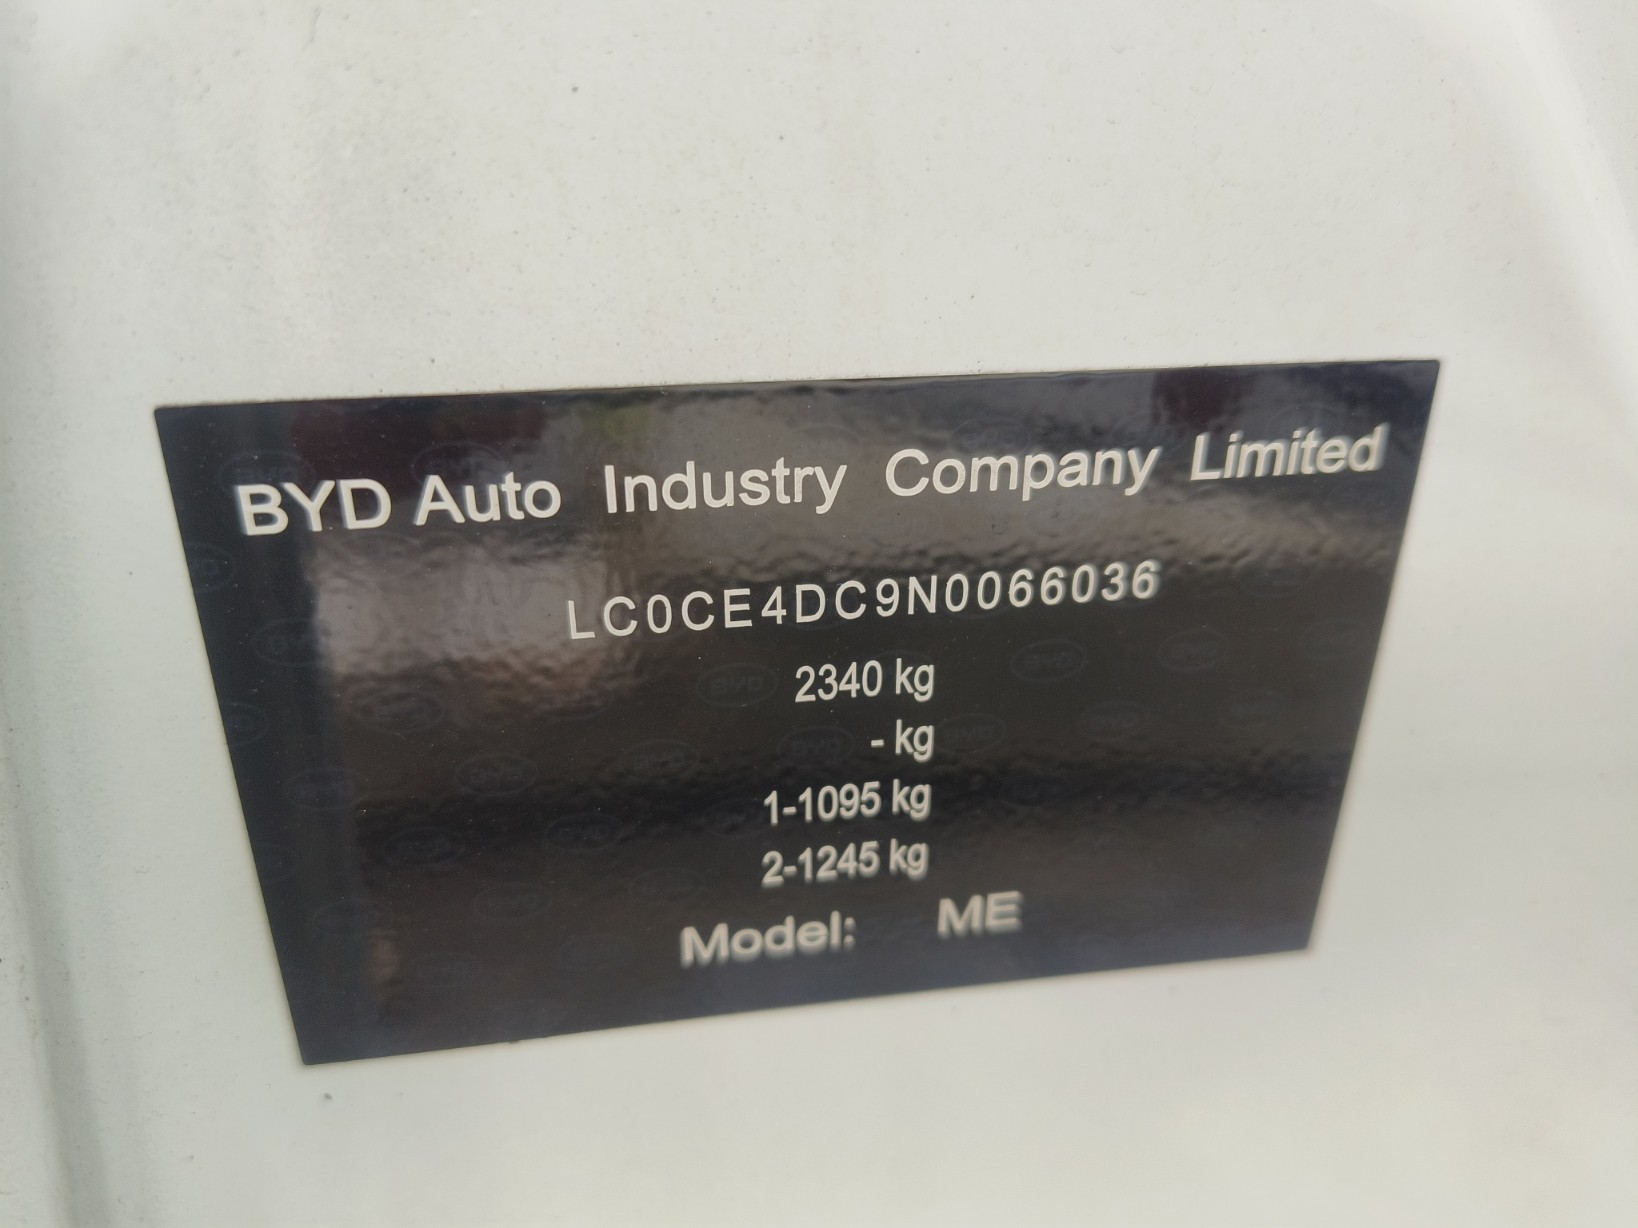 BYD Auto Industry Company Limited
LC0CE4DC9N0066036
2340 kg
- kg
1-1095 kg
2-1245 kg
Model: ME